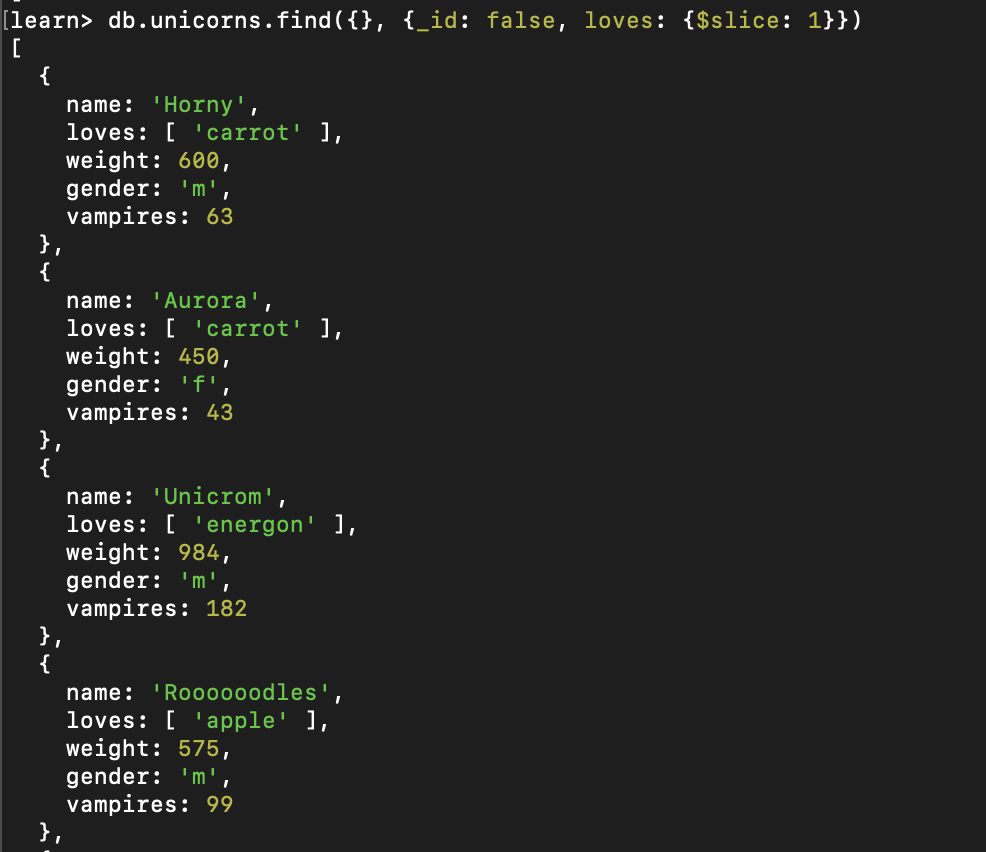 [learn> db.unicorns.find({}, {_id: false, loves: {$slice: 1}})
[
  {
    name: 'Horny',
    loves: [ 'carrot' ],
    weight: 600,
    gender: 'm',
    vampires: 63
  },
  {
    name: 'Aurora',
    loves: [ 'carrot' ],
    weight: 450,
    gender: 'f',
    vampires: 43
  },
  {
    name: 'Unicrom',
    loves: [ 'energon' ],
    weight: 984,
    gender: 'm',
    vampires: 182
  },
  {
    name: 'Roooooodles',
    loves: [ 'apple' ],
    weight: 575,
    gender: 'm',
    vampires: 99
  },